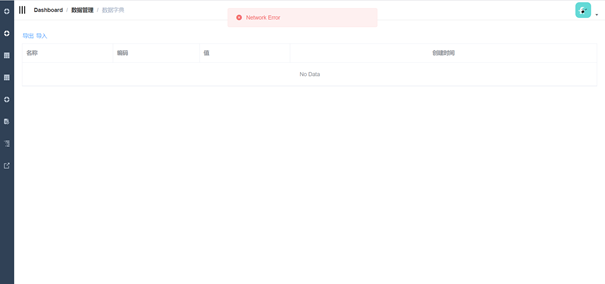 Dashboard / 数据管理 / 数据字典
Network Error
导出 导入
名称 编码 值 创建时间
No Data